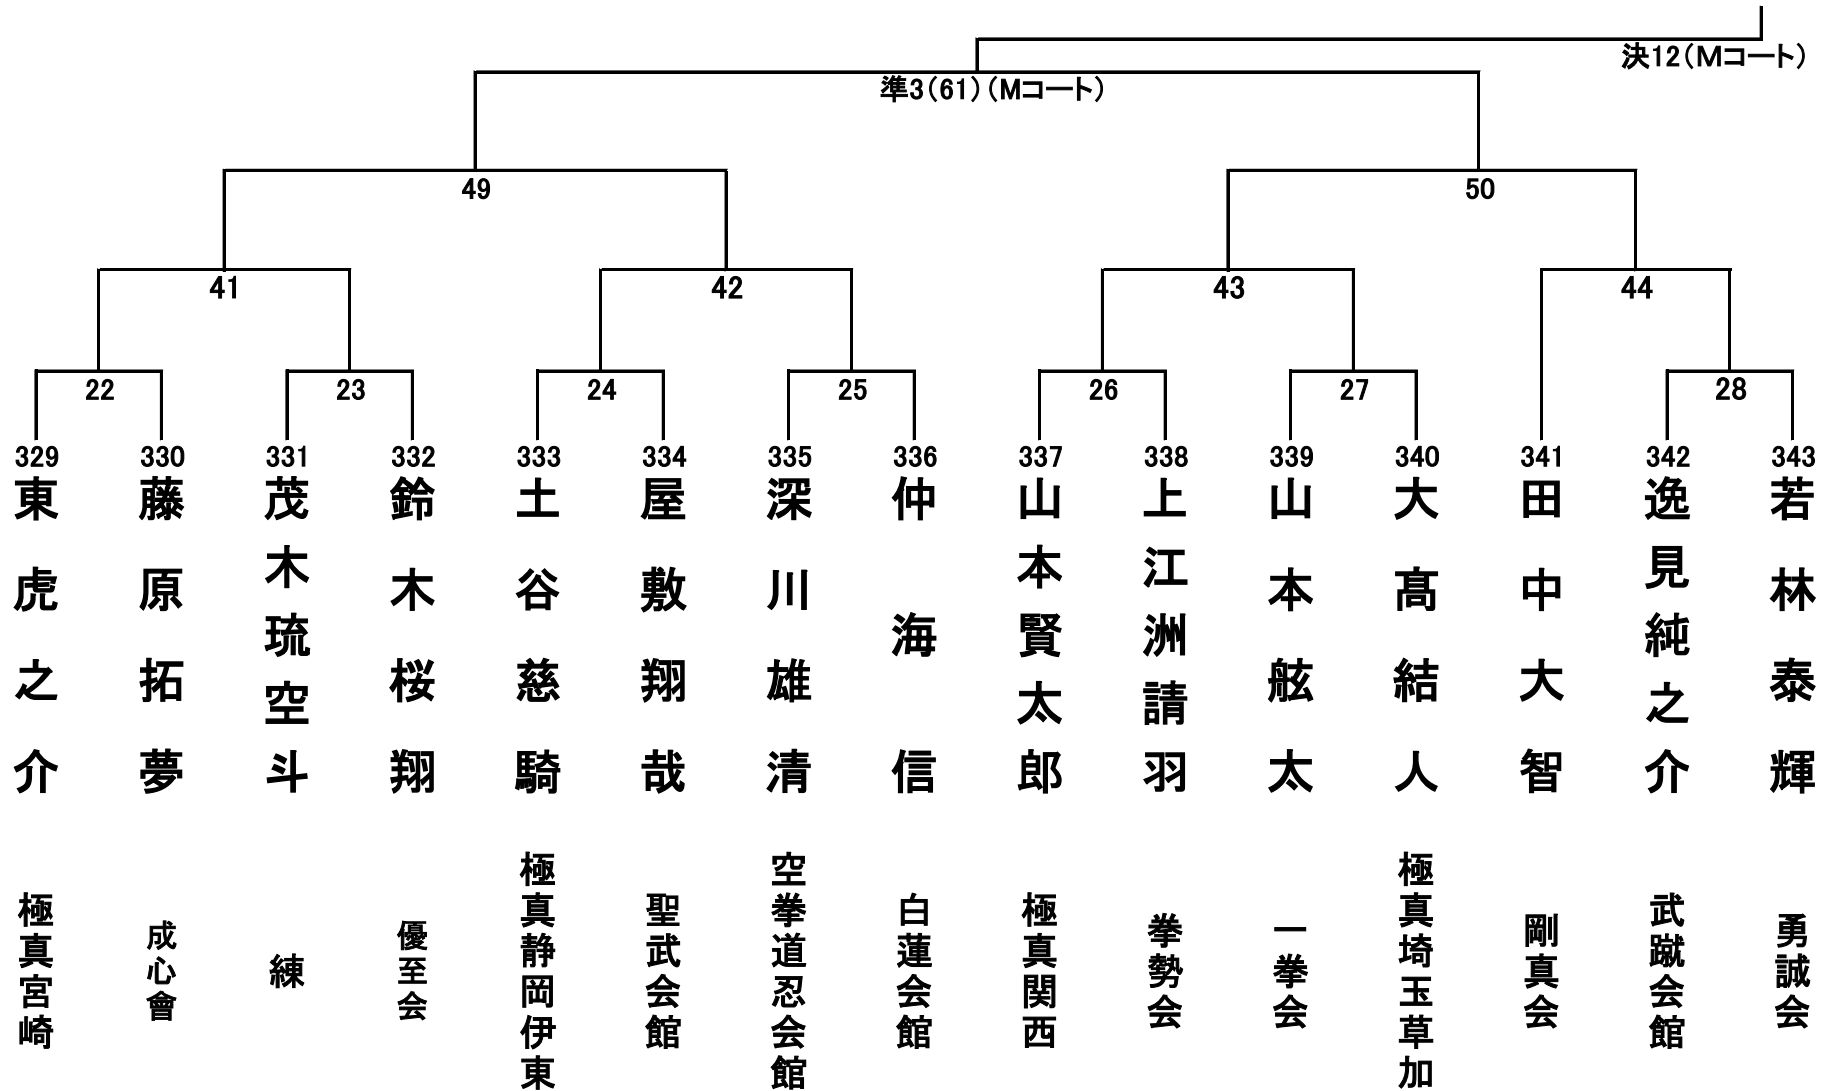 決12(Mコート)
準3(61)(Mコート)
49
50
41
42
43
44
22
23
24
25
26
27
28
329
330
331
332
333
334
335
336
337
338
339
340
341
342
343
東虎之介
藤原拓夢
茂木琉空斗
鈴木桜翔
土谷慈騎
屋敷翔哉
深川雄清
仲海信
山本賢太郎
上江洲請羽
山本舷太
大髙結人
田中大智
逸見純之介
若林泰輝
極真宮崎
成心會
練
優至会
極真静岡伊東
聖武会館
空拳道忍会館
白蓮会館
極真関西
拳勢会
一拳会
極真埼玉草加
剛真会
武蹴会館
勇誠会